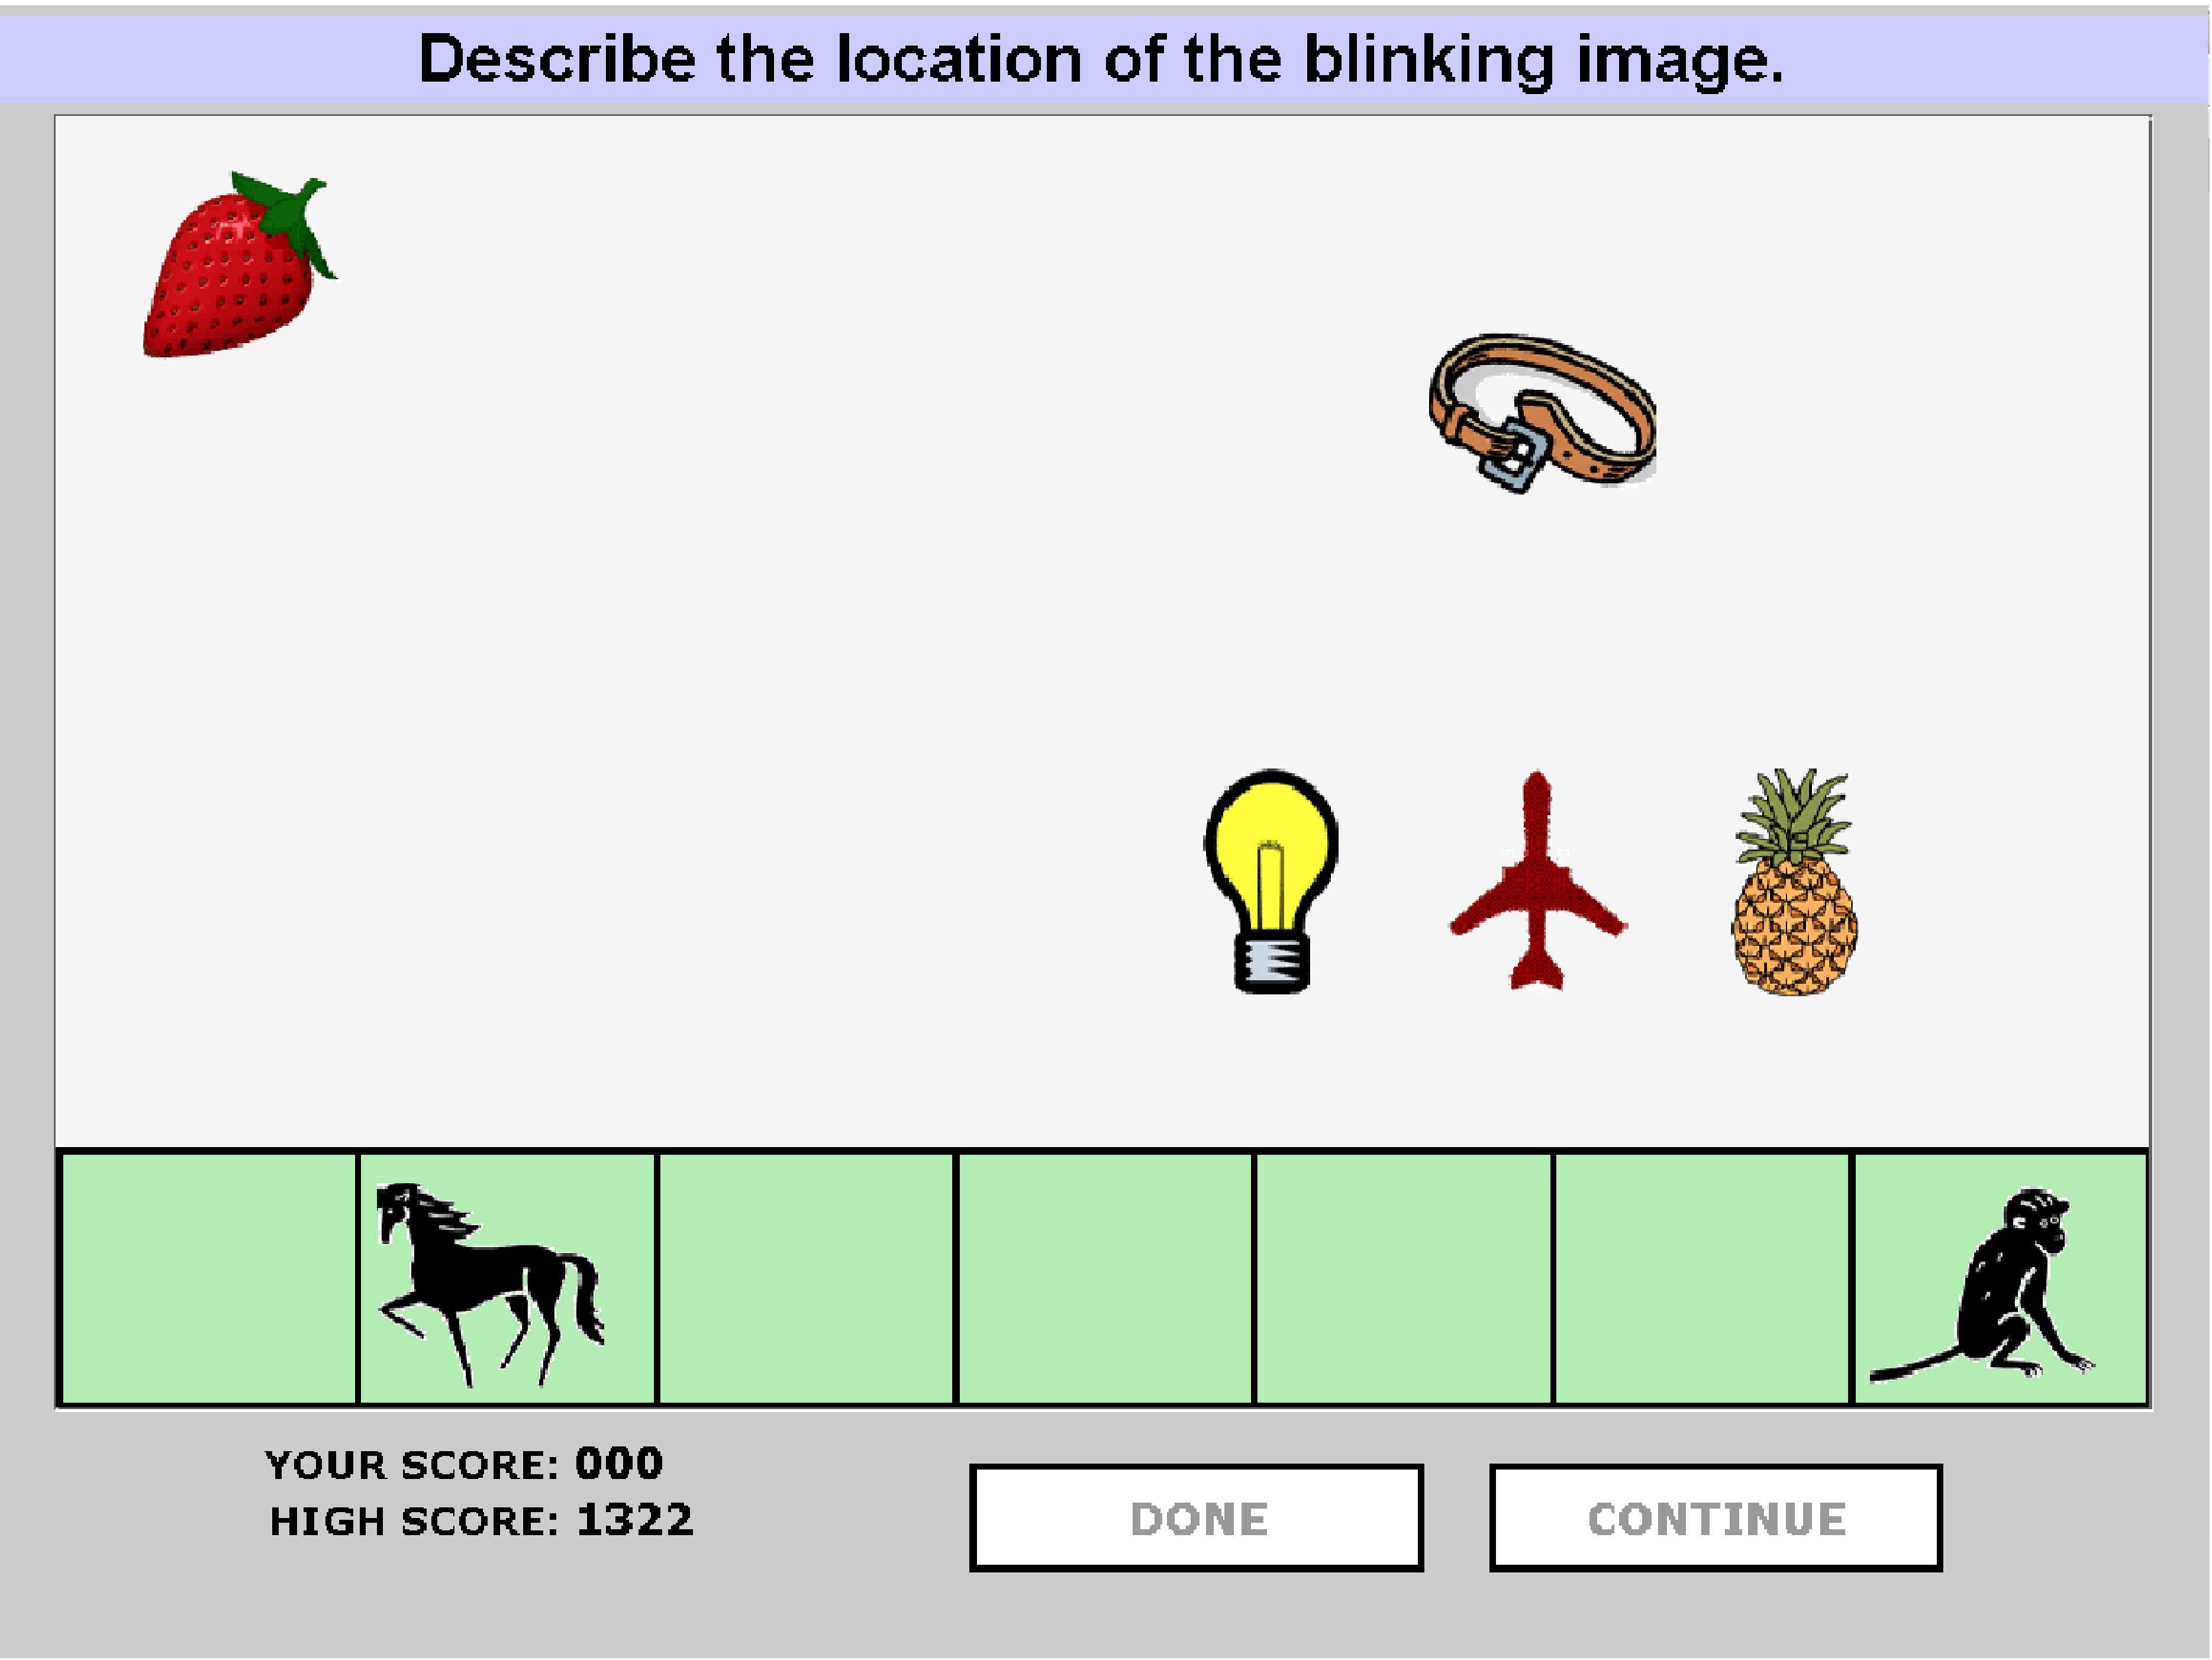 Describe the location of the blinking image.
YOUR SCORE: 000
HIGH SCORE: 1322
DONE
CONTINUE